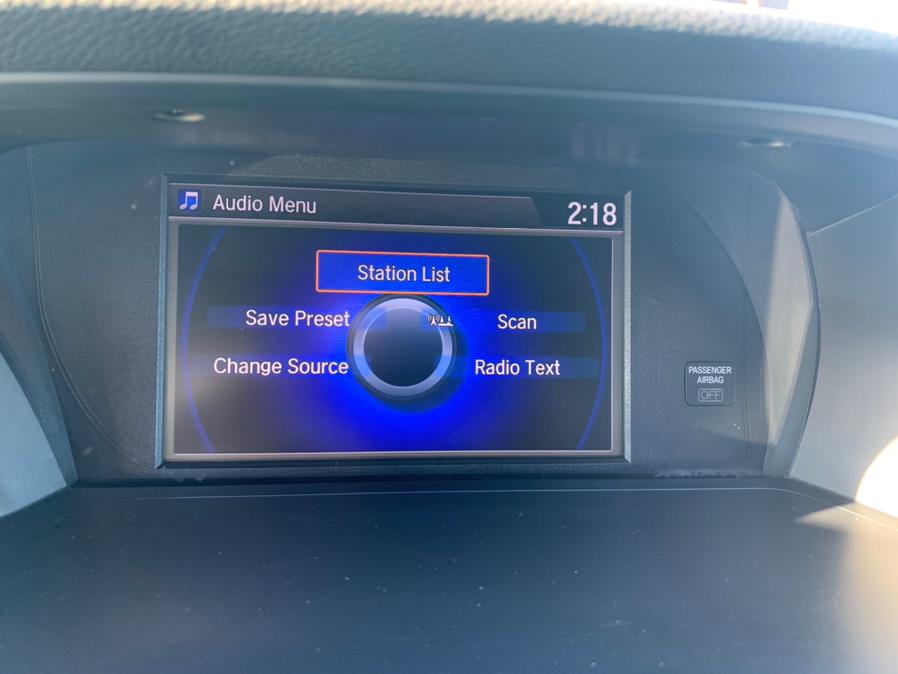 Audio Menu
2:18
Station List
Save Preset
Scan
Change Source
Radio Text
PASSENGER
AIRBAG
OFF